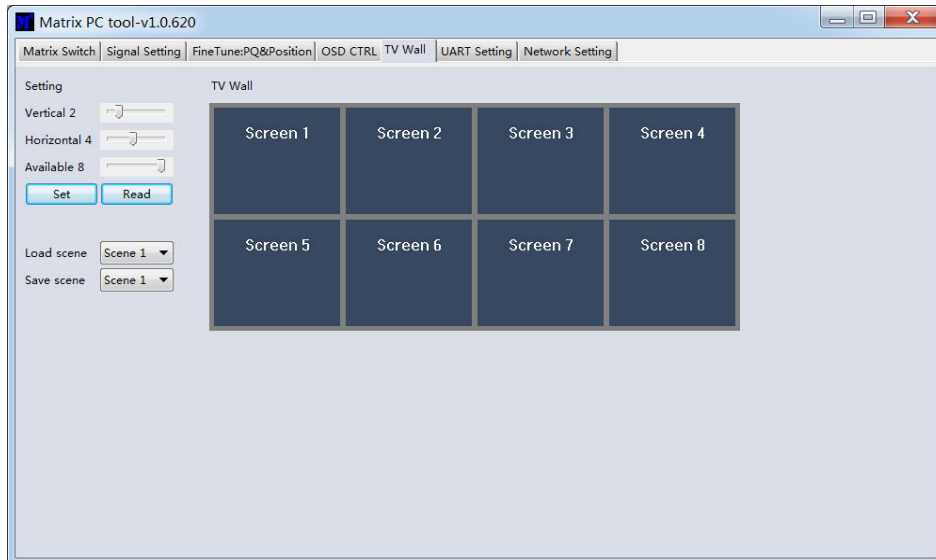 Matrix PC tool-v1.0.620
Matrix Switch Signal Setting FineTune:PQ&Position OSD CTRL TV Wall UART Setting Network Setting
Setting TV Wall
Vertical 2
Horizontal 4
Available 8
Set Read
Load scene Scene 1
Save scene Scene 1
Screen 1 Screen 2 Screen 3 Screen 4
Screen 5 Screen 6 Screen 7 Screen 8